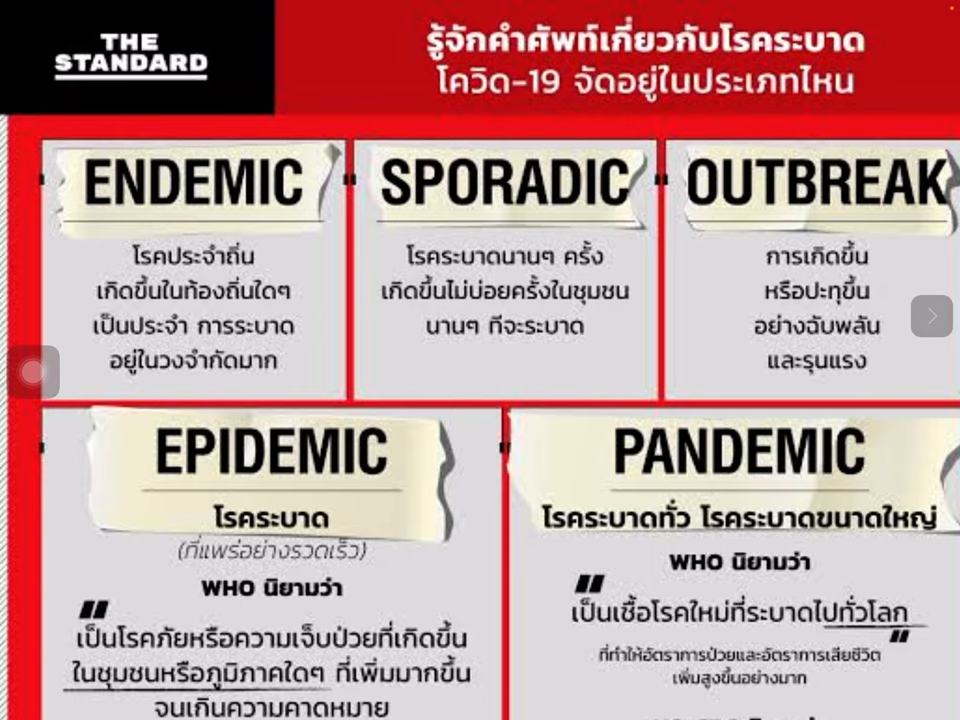 THE
STANDARD
รู้จักคำศัพท์เกี่ยวกับโรคระบาด
โควิด-19 จัดอยู่ในประเภทไหน
ENDEMIC
โรคประจำถิ่น
เกิดขึ้นในท้องถิ่นใดๆ
เป็นประจำ การระบาด
อยู่ในวงจำกัดมาก
SPORADIC
โรคระบาดนานๆ ครั้ง
เกิดขึ้นไม่บ่อยครั้งในชุมชน
นานๆ ทีจะระบาด
OUTBREAK
การเกิดขึ้น
หรือปะทุขึ้น
อย่างฉับพลัน
และรุนแรง
EPIDEMIC
โรคระบาด
(ที่แพร่อย่างรวดเร็ว)
WHO นิยามว่า
"
เป็นโรคภัยหรือความเจ็บป่วยที่เกิดขึ้น
ในชุมชนหรือภูมิภาคใดๆ ที่เพิ่มมากขึ้น
จนเกินความคาดหมาย
PANDEMIC
โรคระบาดทั่ว โรคระบาดขนาดใหญ่
WHO นิยามว่า
"
เป็นเชื้อโรคใหม่ที่ระบาดไปทั่วโลก
"
ที่ทำให้อัตราการป่วยและอัตราการเสียชีวิต
เพิ่มสูงขึ้นอย่างมาก